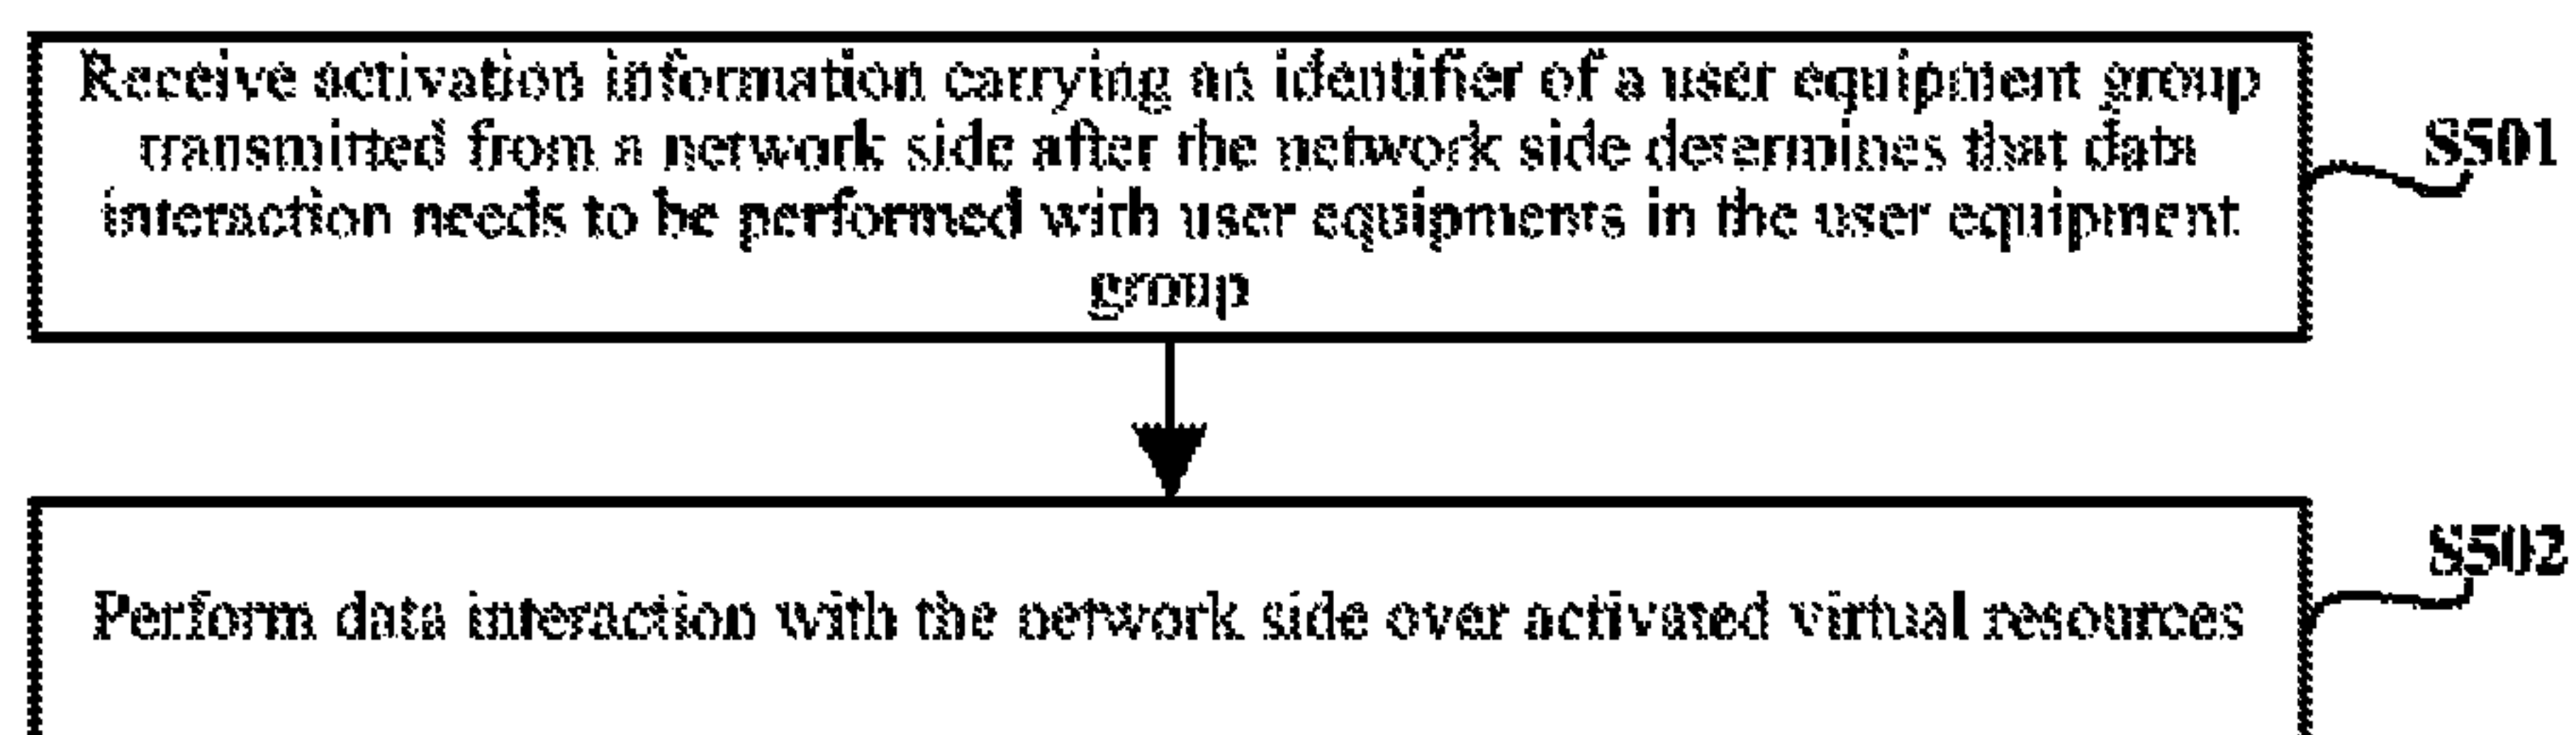 Receive activation information carrying an identifier of a user equipment group
transmitted from a network side after the network side determines that data
interaction needs to be performed with user equipments in the user equipment
group
S501
Perform data interaction with the network side over activated virtual resources
S502